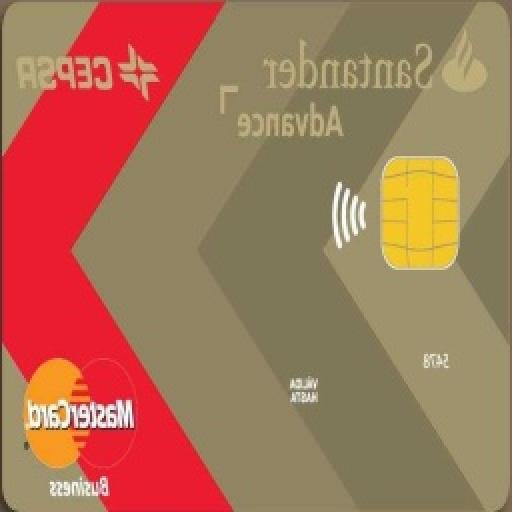 Santander
Advance
CEPSA
5478
VÁLIDA
HASTA
MasterCard
Business